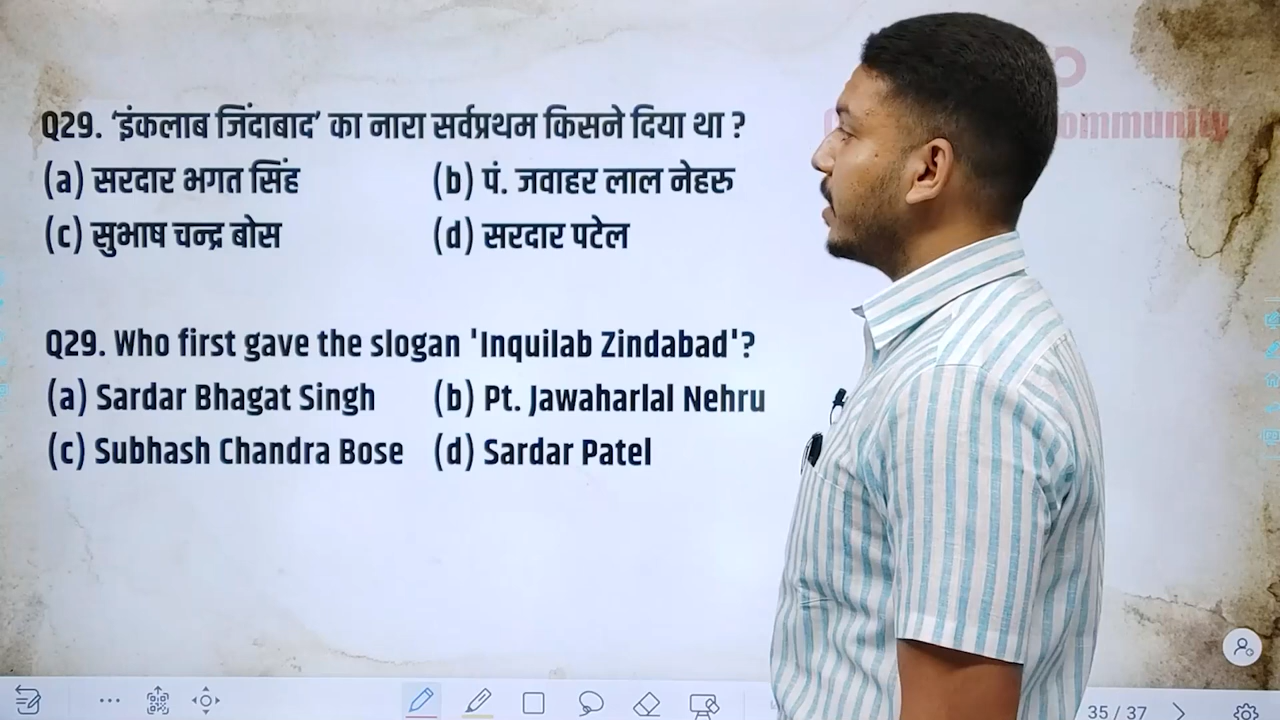 Q29. 'इंकलाब जिंदाबाद' का नारा सर्वप्रथम किसने दिया था ?
(a) सरदार भगत सिंह (b) पं. जवाहर लाल नेहरु
(c) सुभाष चन्द्र बोस (d) सरदार पटेल
Q29. Who first gave the slogan 'Inquilab Zindabad'?
(a) Sardar Bhagat Singh (b) Pt. Jawaharlal Nehru
(c) Subhash Chandra Bose (d) Sardar Patel
35/37